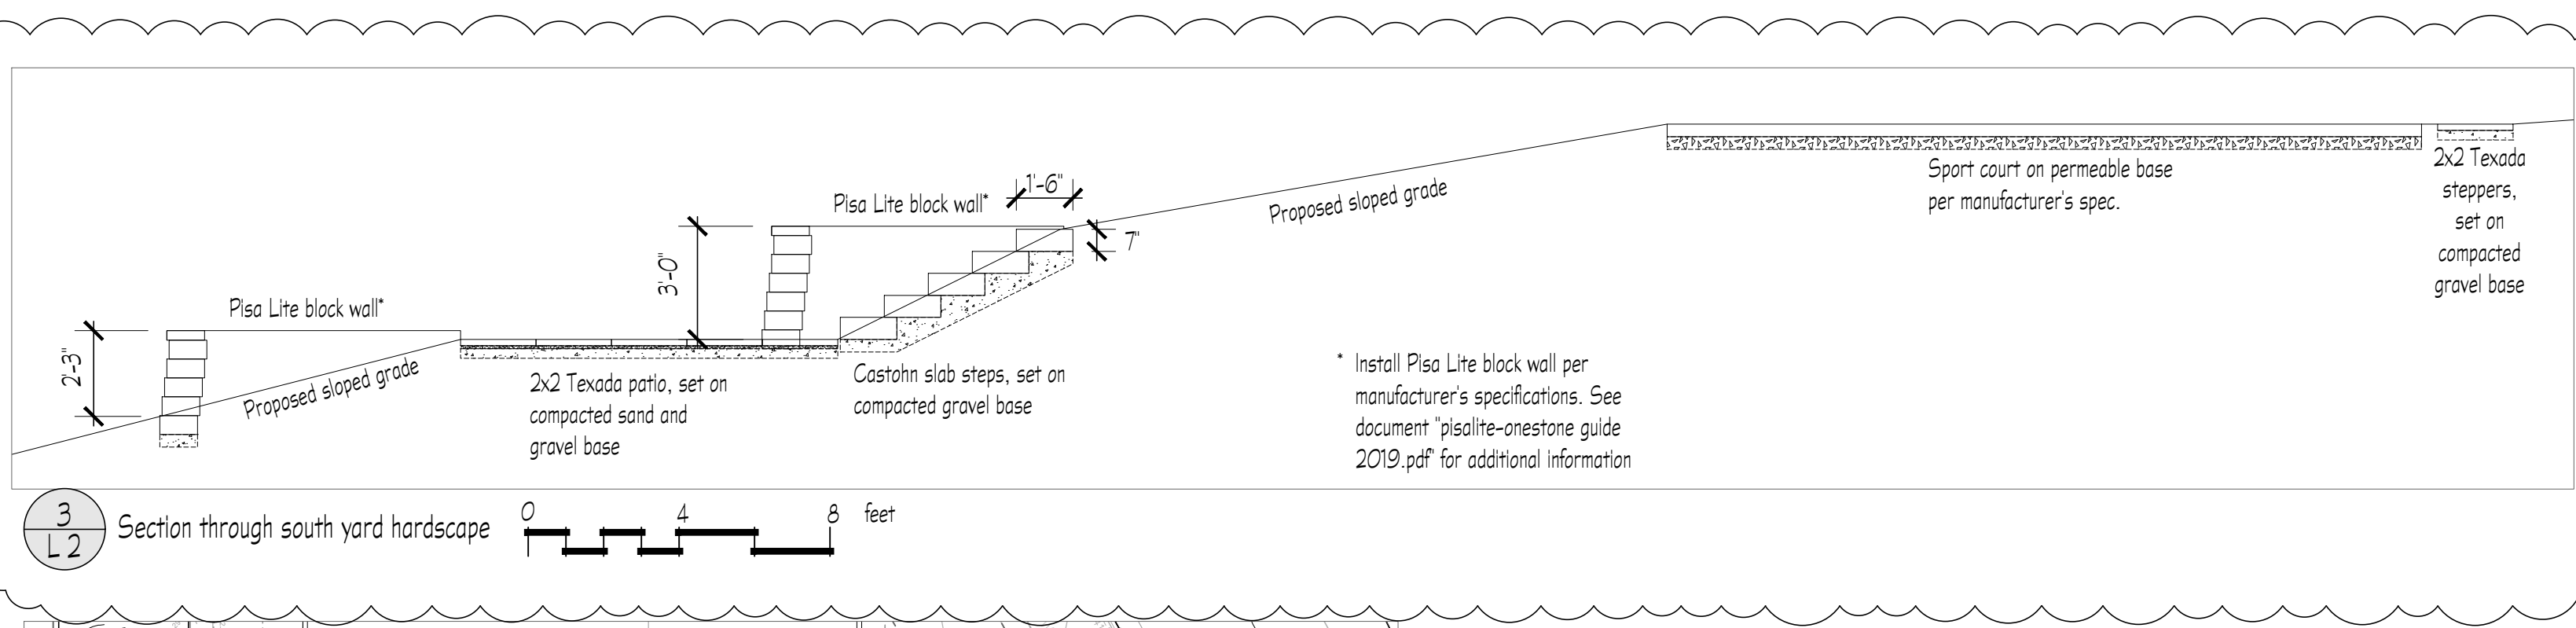 1'-6"
Pisa Lite block wall*
7"
3'-0"
Proposed sloped grade
Sport court on permeable base
per manufacturer's spec.
2x2 Texada
steppers,
set on
compacted
gravel base
Pisa Lite block wall*
2'-3"
Proposed sloped grade
2x2 Texada patio, set on
compacted sand and
gravel base
Castohn slab steps, set on
compacted gravel base
* Install Pisa Lite block wall per
manufacturer's specifications. See
document "pisalite-onestone guide
2019.pdf" for additional information
3
L 2
Section through south yard hardscape
0 4 8 feet